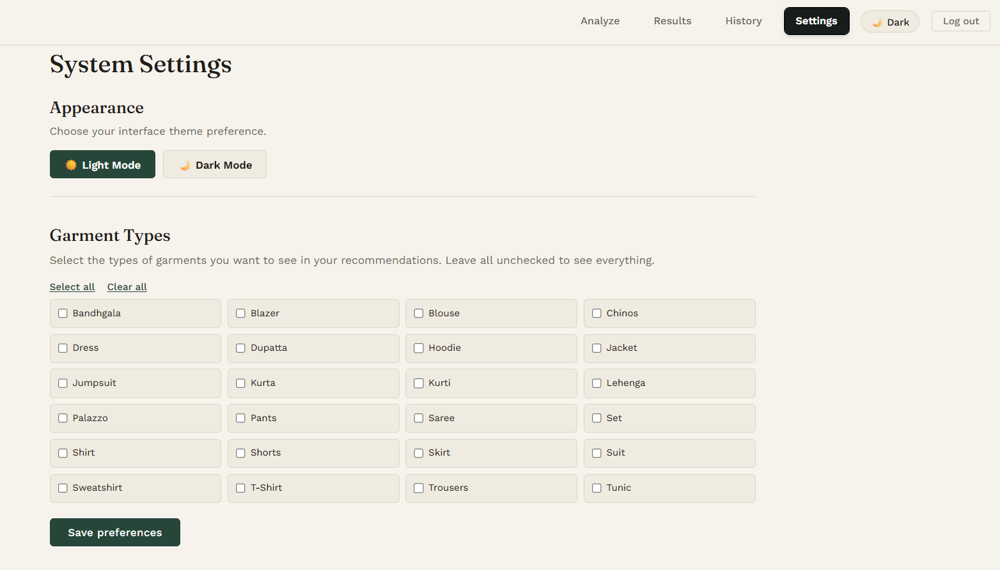 Analyze Results History Settings 🌙 Dark Log out
System Settings
Appearance
Choose your interface theme preference.
Light Mode 🌙 Dark Mode
Garment Types
Select the types of garments you want to see in your recommendations. Leave all unchecked to see everything.
Select all Clear all
Bandhgala Blazer Blouse Chinos
Dress Dupatta Hoodie Jacket
Jumpsuit Kurta Kurti Lehenga
Palazzo Pants Saree Set
Shirt Shorts Skirt Suit
Sweatshirt T-Shirt Trousers Tunic
Save preferences